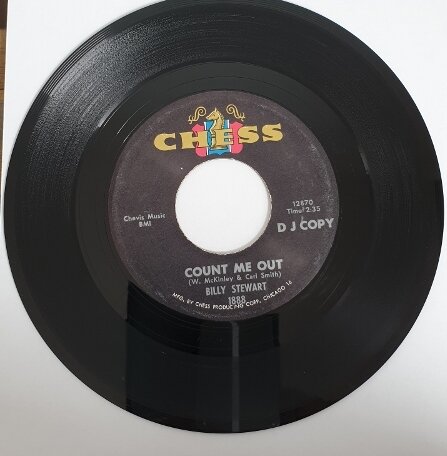 CHESS
12870
Time: 2:35
Chevis Music
BMI
D J COPY
COUNT ME OUT
(W. McKinley & Carl Smith)
BILLY STEWART
1888
MFG. BY CHESS PRODUCING CORP., CHICAGO 16